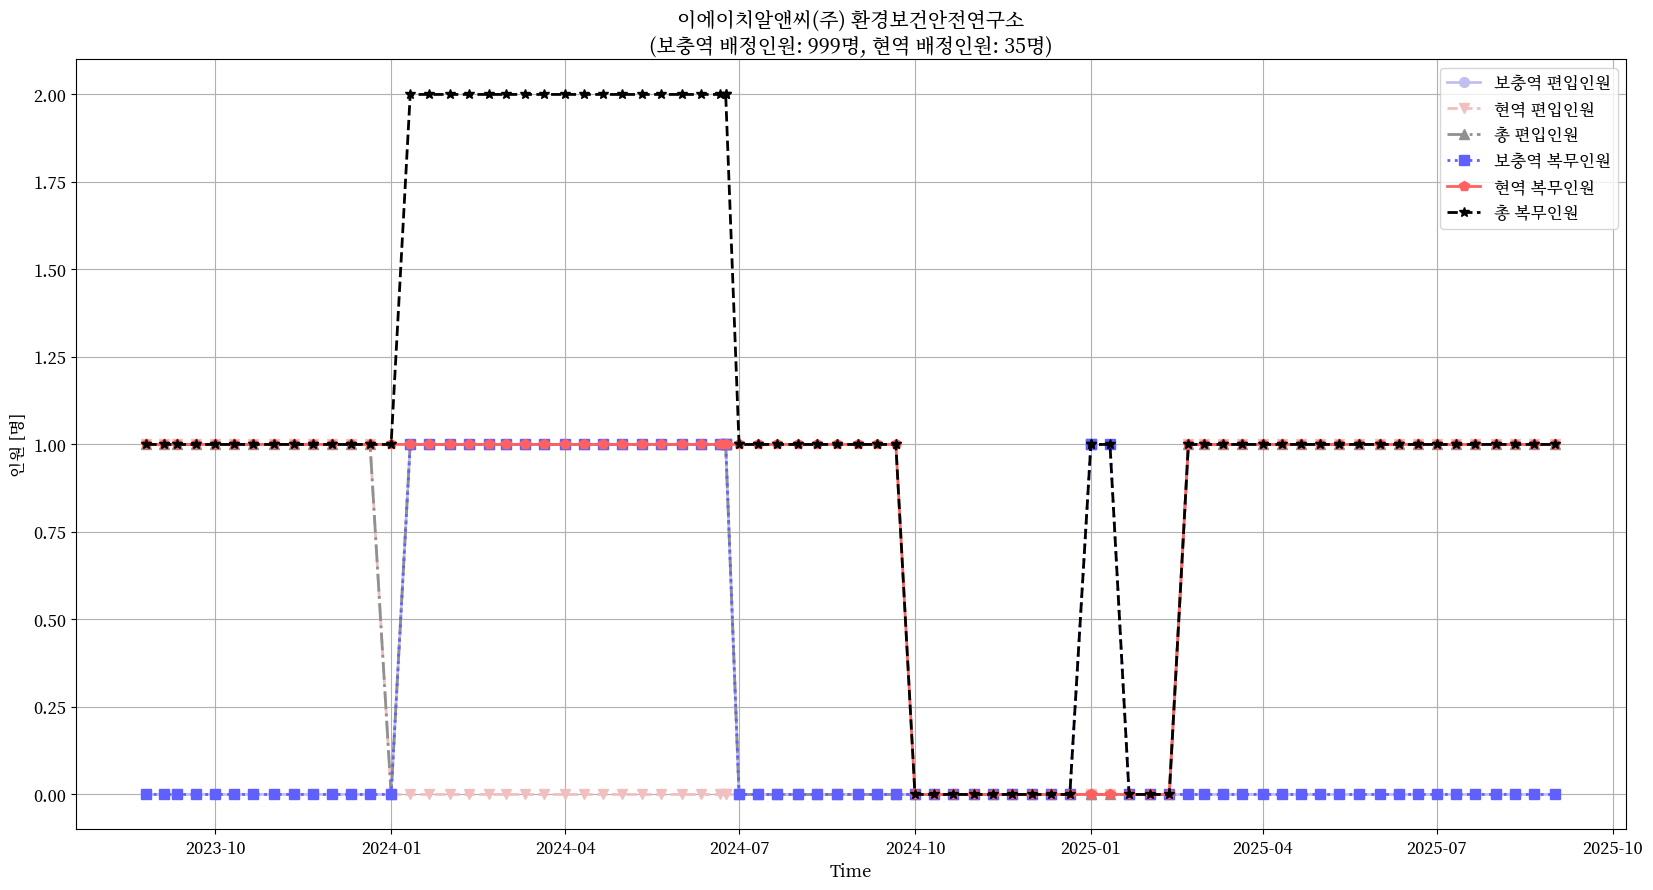 이에이치알앤씨(주) 환경보건안전연구소
(보충역 배정인원: 999명, 현역 배정인원: 35명)
보충역 편입인원
현역 편입인원
총 편입인원
보충역 복무인원
현역 복무인원
총 복무인원
인원 [명]
2.00
1.75
1.50
1.25
1.00
0.75
0.50
0.25
0.00
2023-10
2024-01
2024-04
2024-07
2024-10
2025-01
2025-04
2025-07
2025-10
Time